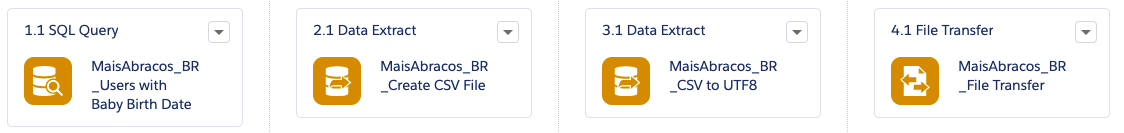 1.1 SQL Query
MaisAbracos_BR
_Users with
Baby Birth Date
2.1 Data Extract
MaisAbracos_BR
_Create CSV File
3.1 Data Extract
MaisAbracos_BR
_CSV to UTF8
4.1 File Transfer
MaisAbracos_BR
_File Transfer